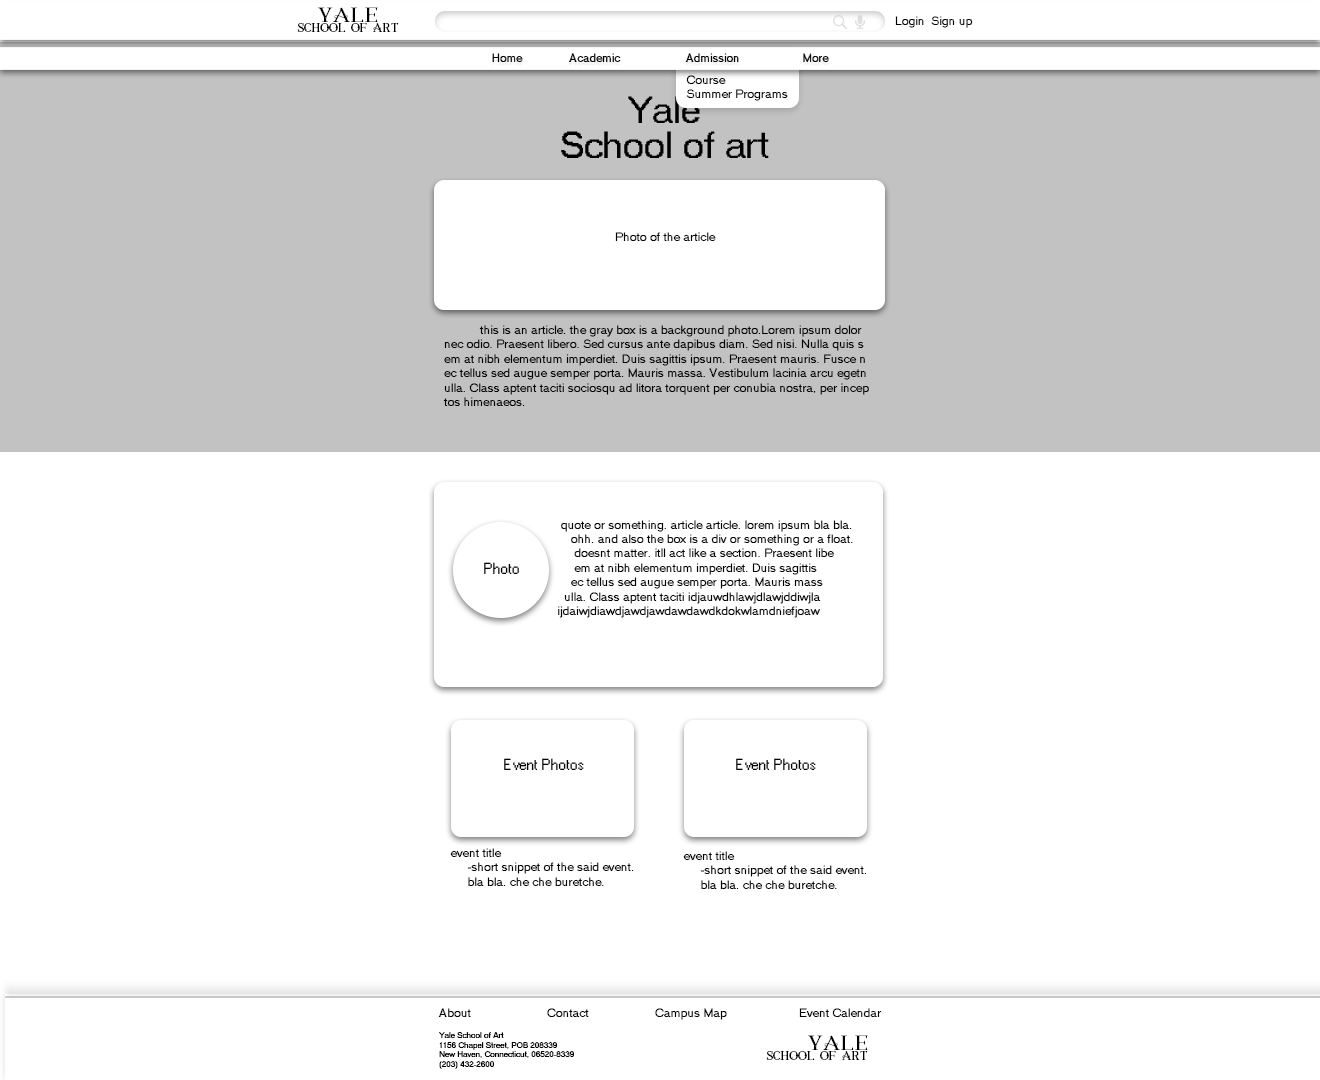 YALE
SCHOOL OF ART
Login Sign up
Home Academic Admission More
Course
Summer Programs
Yale
School of art
Photo of the article
this is an article. the gray box is a background photo.Lorem ipsum dolor
nec odio. Praesent libero. Sed cursus ante dapibus diam. Sed nisi. Nulla quis s
em at nibh elementum imperdiet. Duis sagittis ipsum. Praesent mauris. Fusce n
ec tellus sed augue semper porta. Mauris massa. Vestibulum lacinia arcu egetn
ulla. Class aptent taciti sociosqu ad litora torquent per conubia nostra, per incep
tos himenaeos.
Photo
quote or something. article article. lorem ipsum bla bla.
ohh. and also the box is a div or something or a float.
doesnt matter. itll act like a section. Praesent libe
em at nibh elementum imperdiet. Duis sagittis
ec tellus sed augue semper porta. Mauris mass
ulla. Class aptent taciti idjauwdhlawjdlawjddiwjla
ijdaiwjdiawdjawdjawdawdawdkdokwlamdniefjoaw
Event Photos
Event Photos
event title
-short snippet of the said event.
bla bla. che che buretche.
event title
-short snippet of the said event.
bla bla. che che buretche.
About Contact Campus Map Event Calendar
Yale School of Art
1156 Chapel Street, POB 208339
New Haven, Connecticut, 06520-8339
(203) 432-2600
YALE
SCHOOL OF ART